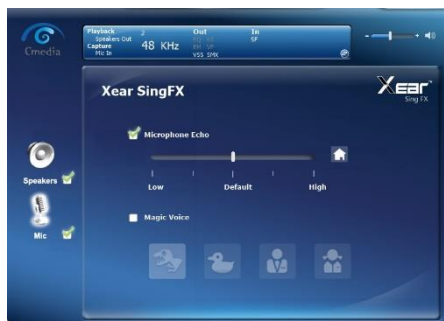 Cmedia
Playback 2 Out In
Speakers Out SF
Capture 48 KHz
Mic In VSS SMX
- +
Xear SingFX
Xear
Sing FX
Microphone Echo
Low Default High
Speakers
Magic Voice
Mic